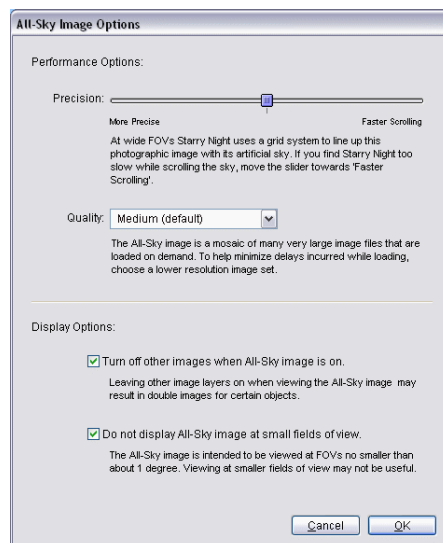 All-Sky Image Options
Performance Options:
Precision:
More Precise
Faster Scrolling
At wide FOVs Starry Night uses a grid system to line up this
photographic image with its artificial sky. If you find Starry Night too
slow while scrolling the sky, move the slider towards 'Faster
Scrolling'.
Quality: Medium (default)
The All-Sky image is a mosaic of many very large image files that are
loaded on demand. To help minimize delays incurred while loading,
choose a lower resolution image set.
Display Options:
Turn off other images when All-Sky image is on.
Leaving other image layers on when viewing the All-Sky image may
result in double images for certain objects.
Do not display All-Sky image at small fields of view.
The All-Sky image is intended to be viewed at FOVs no smaller than
about 1 degree. Viewing at smaller fields of view may not be useful.
Cancel
OK